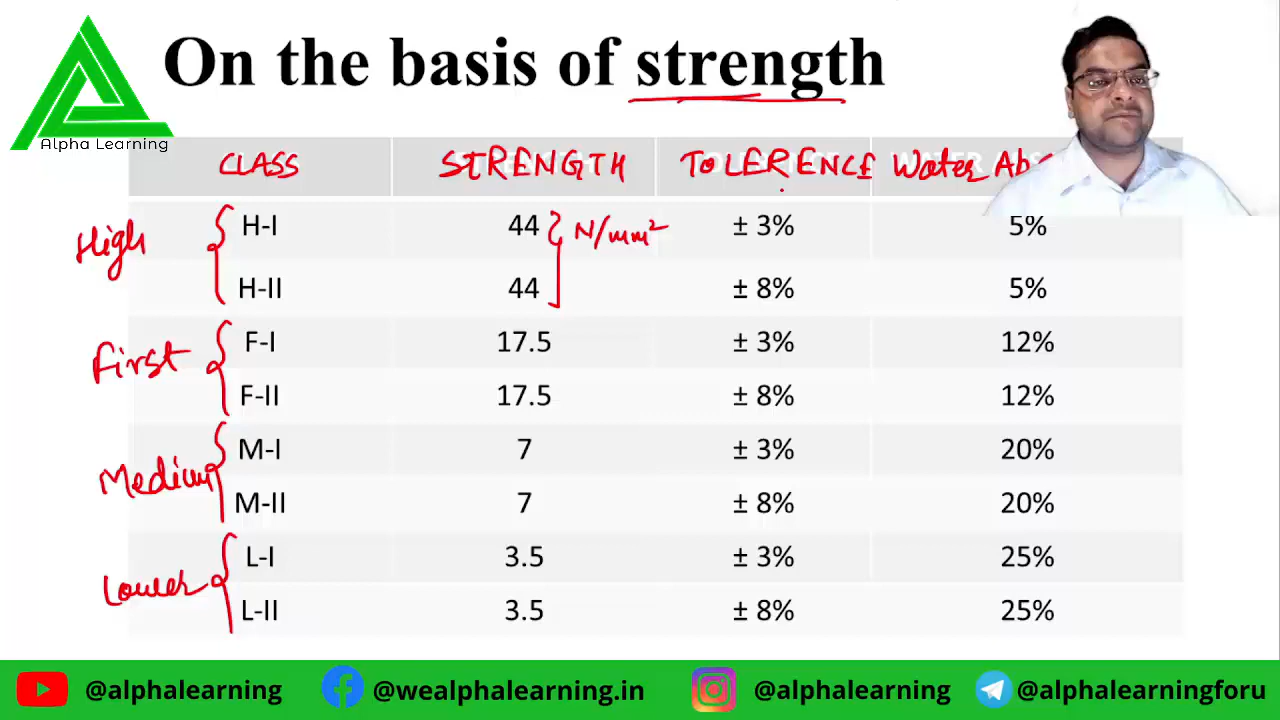 On the basis of strength
Alpha Learning
CLASS STRENGTH TOLERENCE Water
High H-I 44 N/mm² ± 3% 5%
H-II 44 ± 8% 5%
First F-I 17.5 ± 3% 12%
F-II 17.5 ± 8% 12%
Medium M-I 7 ± 3% 20%
M-II 7 ± 8% 20%
Lower L-I 3.5 ± 3% 25%
L-II 3.5 ± 8% 25%
@alphalearning @wealphalearning.in @alphalearning @alphalearningforu